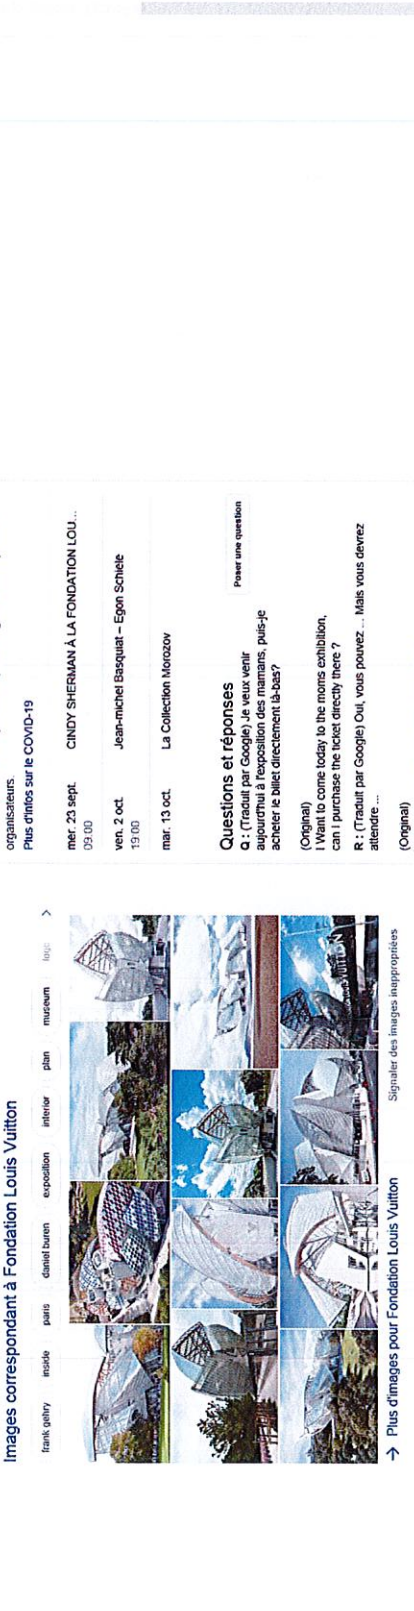 Images correspondant à Fondation Louis Vuitton
frank gehry
inside
paris
daniel buren
exposition
interior
plan
museum
logo
→ Plus d'images pour Fondation Louis Vuitton
Signaler des images inappropriées
organisateurs.
Plus d'infos sur le COVID-19
mer. 23 sept.
09:00
CINDY SHERMAN À LA FONDATION LOU...
ven. 2 oct.
19:00
Jean-michel Basquiat – Egon Schiele
mar. 13 oct.
La Collection Morozov
Questions et réponses
Poser une question
Q : (Traduit par Google) Je veux venir
aujourd'hui à l'exposition des mamans, puis-je
acheter le billet directement là-bas?
(Original)
I Want to come today to the moms exhibition,
can I purchase the ticket directly there ?
R : (Traduit par Google) Oui, vous pouvez ... Mais vous devrez
attendre ...
(Original)